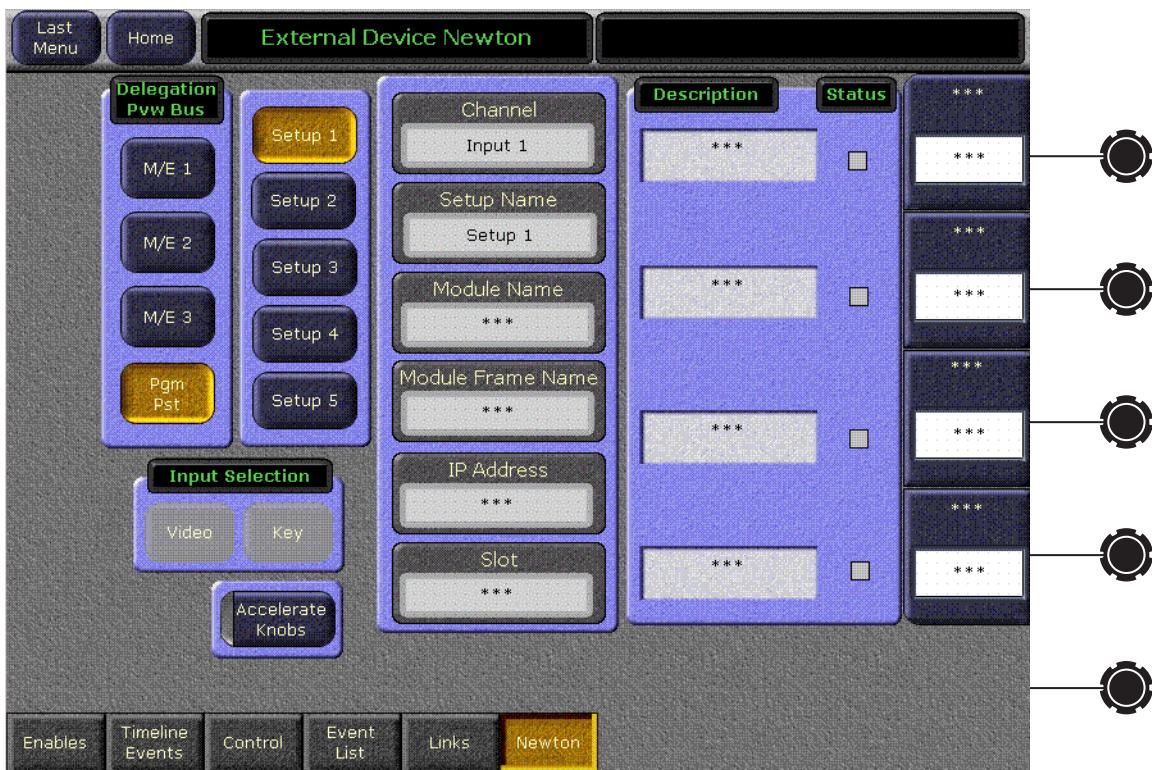 Last
Menu
Home
External Device Newton
Delegation
Pvw Bus
M/E 1
M/E 2
M/E 3
Pgm
Pst
Setup 1
Setup 2
Setup 3
Setup 4
Setup 5
Input Selection
Video
Key
Accelerate
Knobs
Channel
Input 1
Setup Name
Setup 1
Module Name
***
Module Frame Name
***
IP Address
***
Slot
***
Description
Status
***
***
***
***
***
***
***
***
***
***
***
***
Enables
Timeline
Events
Control
Event
List
Links
Newton